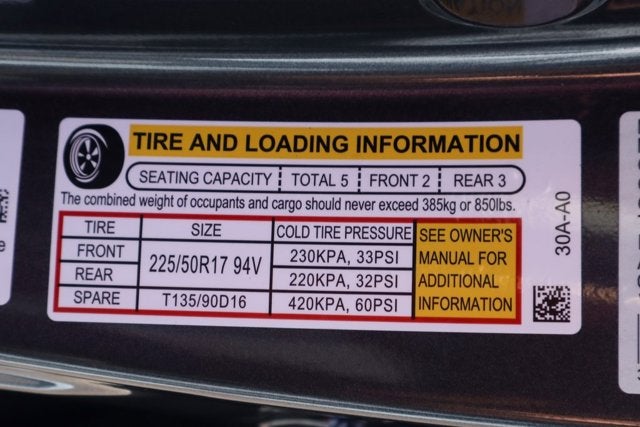 TIRE AND LOADING INFORMATION
SEATING CAPACITY TOTAL 5 FRONT 2 REAR 3
The combined weight of occupants and cargo should never exceed 385kg or 850lbs.
TIRE SIZE COLD TIRE PRESSURE SEE OWNER'S MANUAL FOR ADDITIONAL INFORMATION
FRONT 225/50R17 94V 230KPA, 33PSI
REAR 220KPA, 32PSI
SPARE T135/90D16 420KPA, 60PSI
30A-A0